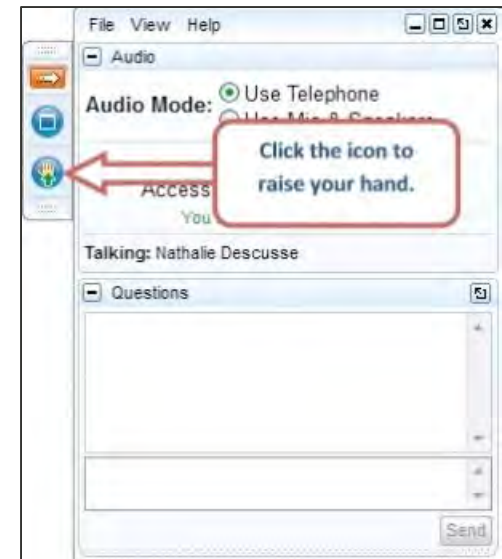 File View Help
Audio
Audio Mode: Use Telephone
Click the icon to
raise your hand.
Access
You
Talking: Nathalie Descusse
Questions
Send